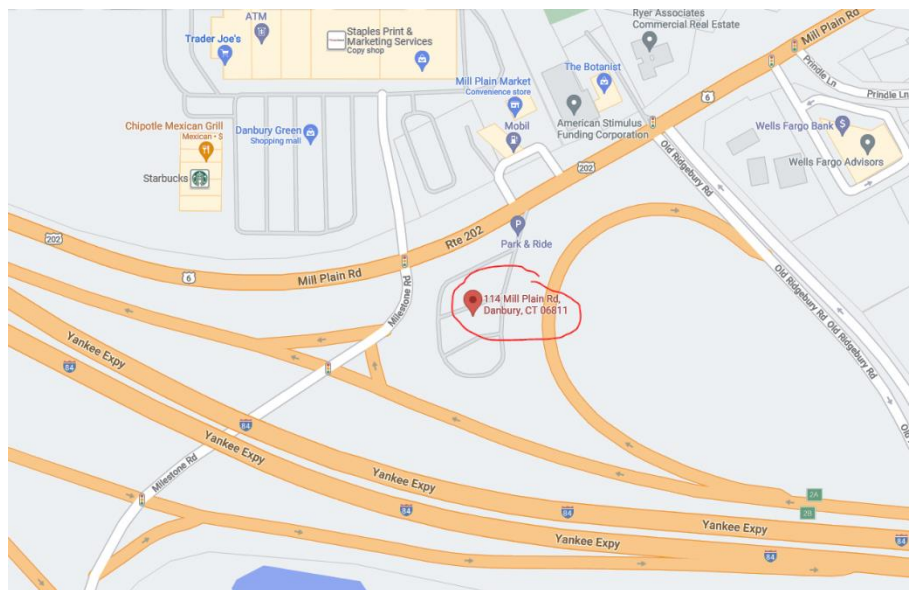 Ryer Associates
Commercial Real Estate
ATM
Trader Joe's
Staples Print &
Marketing Services
Copy shop
Mill Plain Rd
Prindle Ln
Prindle Ln
The Botanist
Mill Plain Market
Convenience store
6
Chipotle Mexican Grill
Mexican • $
Danbury Green
Shopping mall
Mobil
American Stimulus
Funding Corporation
Wells Fargo Bank
$
Wells Fargo Advisors
Starbucks
202
Old Ridgebury Rd
202
Rte 202
P
Park & Ride
6
Mill Plain Rd
Milestone Rd
114 Mill Plain Rd,
Danbury, CT 06811
Old Ridgebury Rd
Old Ridgebury Rd
Yankee Expy
84
84
Yankee Expy
Milestone Rd
Yankee Expy
2A
2B
84
84
Yankee Expy
Yankee Expy
84